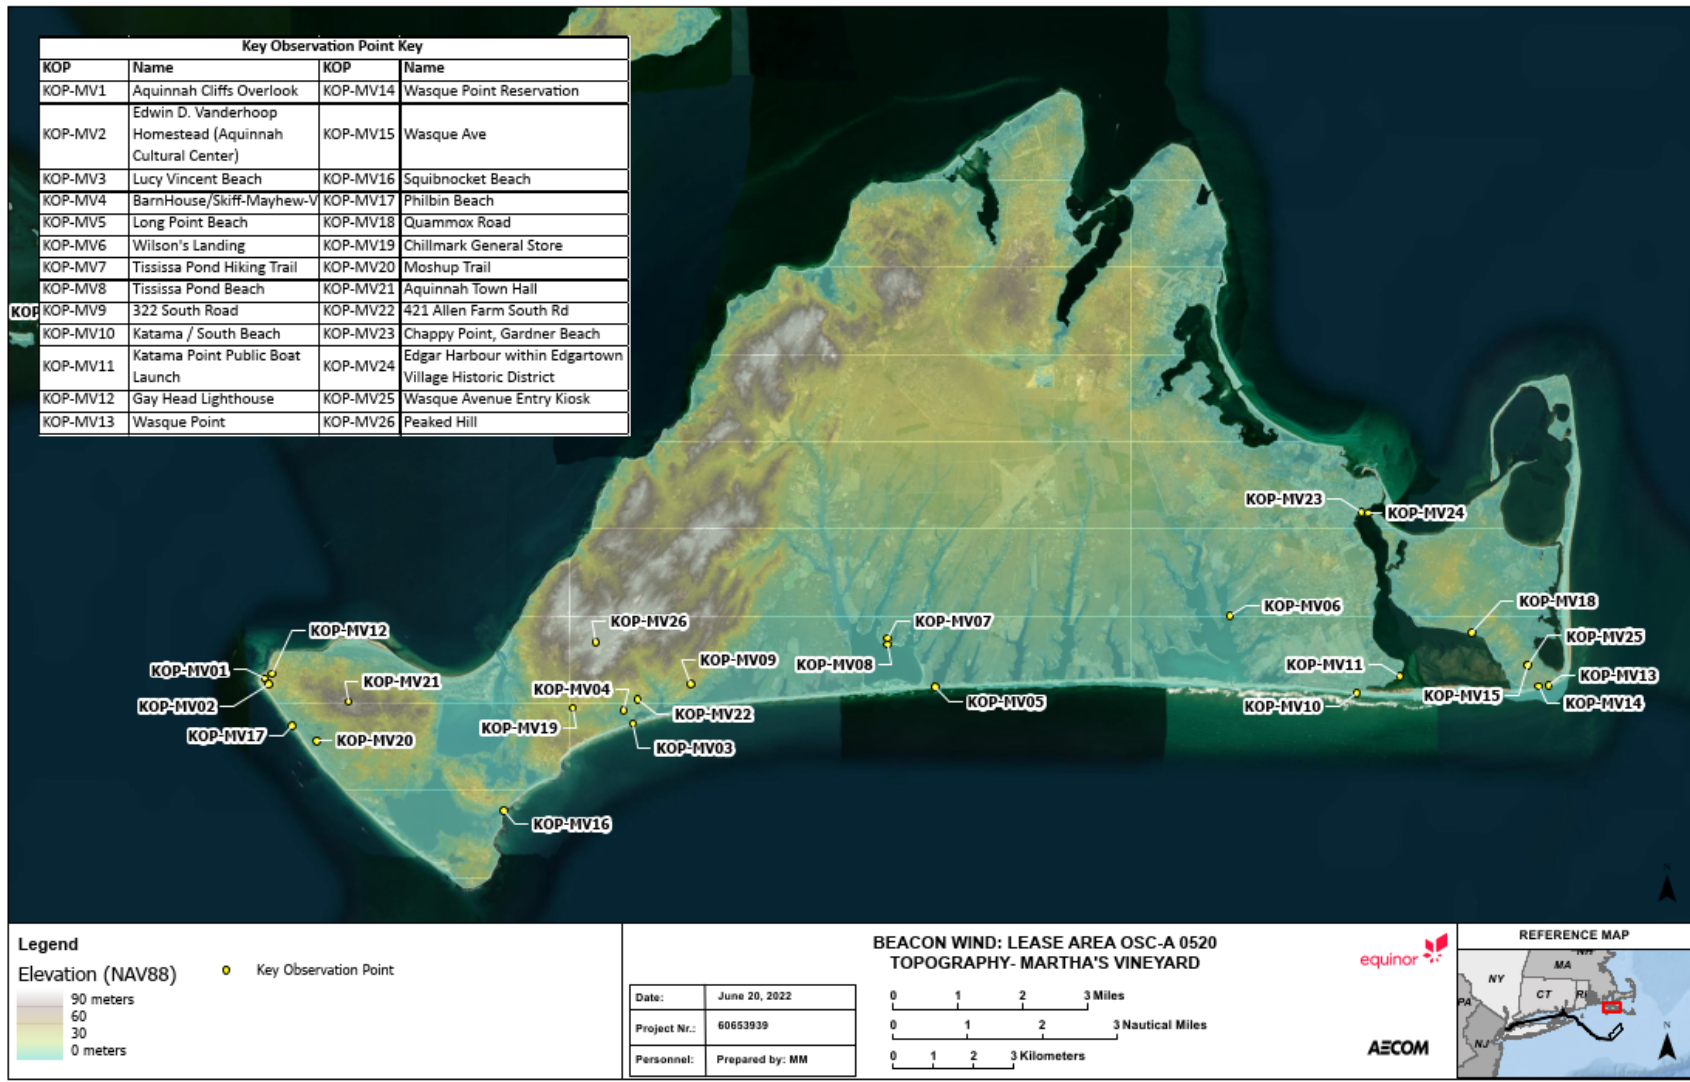 Key Observation Point Key
KOP Name KOP Name
KOP-MV1 Aquinnah Cliffs Overlook KOP-MV14 Wasque Point Reservation
KOP-MV2 Edwin D. Vanderhoop
Homestead (Aquinnah
Cultural Center) KOP-MV15 Wasque Ave
KOP-MV3 Lucy Vincent Beach KOP-MV16 Squibnocket Beach
KOP-MV4 BarnHouse/Skiff-Mayhew-V KOP-MV17 Philbin Beach
KOP-MV5 Long Point Beach KOP-MV18 Quammox Road
KOP-MV6 Wilson's Landing KOP-MV19 Chillmark General Store
KOP-MV7 Tississa Pond Hiking Trail KOP-MV20 Moshup Trail
KOP-MV8 Tississa Pond Beach KOP-MV21 Aquinnah Town Hall
KOP KOP-MV9 322 South Road KOP-MV22 421 Allen Farm South Rd
KOP-MV10 Katama / South Beach KOP-MV23 Chappy Point, Gardner Beach
KOP-MV11 Katama Point Public Boat
Launch KOP-MV24 Edgar Harbour within Edgartown
Village Historic District
KOP-MV12 Gay Head Lighthouse KOP-MV25 Wasque Avenue Entry Kiosk
KOP-MV13 Wasque Point KOP-MV26 Peaked Hill
KOP-MV23
KOP-MV24
KOP-MV18
KOP-MV06
KOP-MV26
KOP-MV07
KOP-MV12
KOP-MV25
KOP-MV09
KOP-MV08
KOP-MV11
KOP-MV01
KOP-MV13
KOP-MV21
KOP-MV04
KOP-MV15
KOP-MV05
KOP-MV14
KOP-MV02
KOP-MV10
KOP-MV22
KOP-MV19
KOP-MV17
KOP-MV20
KOP-MV03
KOP-MV16
N
Legend
Elevation (NAV88)
90 meters
60
30
0 meters
Key Observation Point
BEACON WIND: LEASE AREA OSC-A 0520
TOPOGRAPHY- MARTHA'S VINEYARD
Date: June 20, 2022
Project Nr.: 60653939
Personnel: Prepared by: MM
0 1 2 3 Miles
0 1 2 3 Nautical Miles
0 1 2 3 Kilometers
equinor
AECOM
REFERENCE MAP
NH
MA
NY
CT
RI
PA
NJ
N